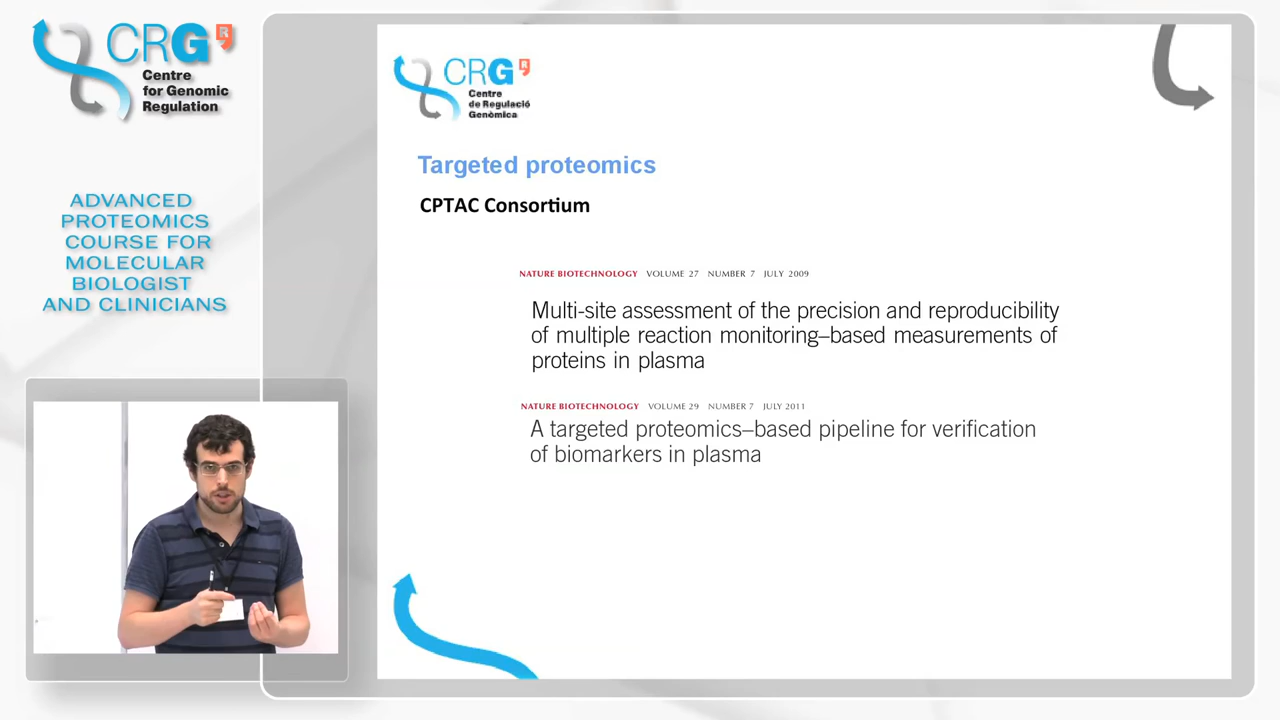 CRG
R
Centre
for Genomic
Regulation
ADVANCED
PROTEOMICS
COURSE FOR
MOLECULAR
BIOLOGIST
AND CLINICIANS
CRG
R
Centre
de Regulació
Genòmica
Targeted proteomics
CPTAC Consortium
NATURE BIOTECHNOLOGY VOLUME 27 NUMBER 7 JULY 2009
Multi-site assessment of the precision and reproducibility
of multiple reaction monitoring–based measurements of
proteins in plasma
NATURE BIOTECHNOLOGY VOLUME 29 NUMBER 7 JULY 2011
A targeted proteomics–based pipeline for verification
of biomarkers in plasma